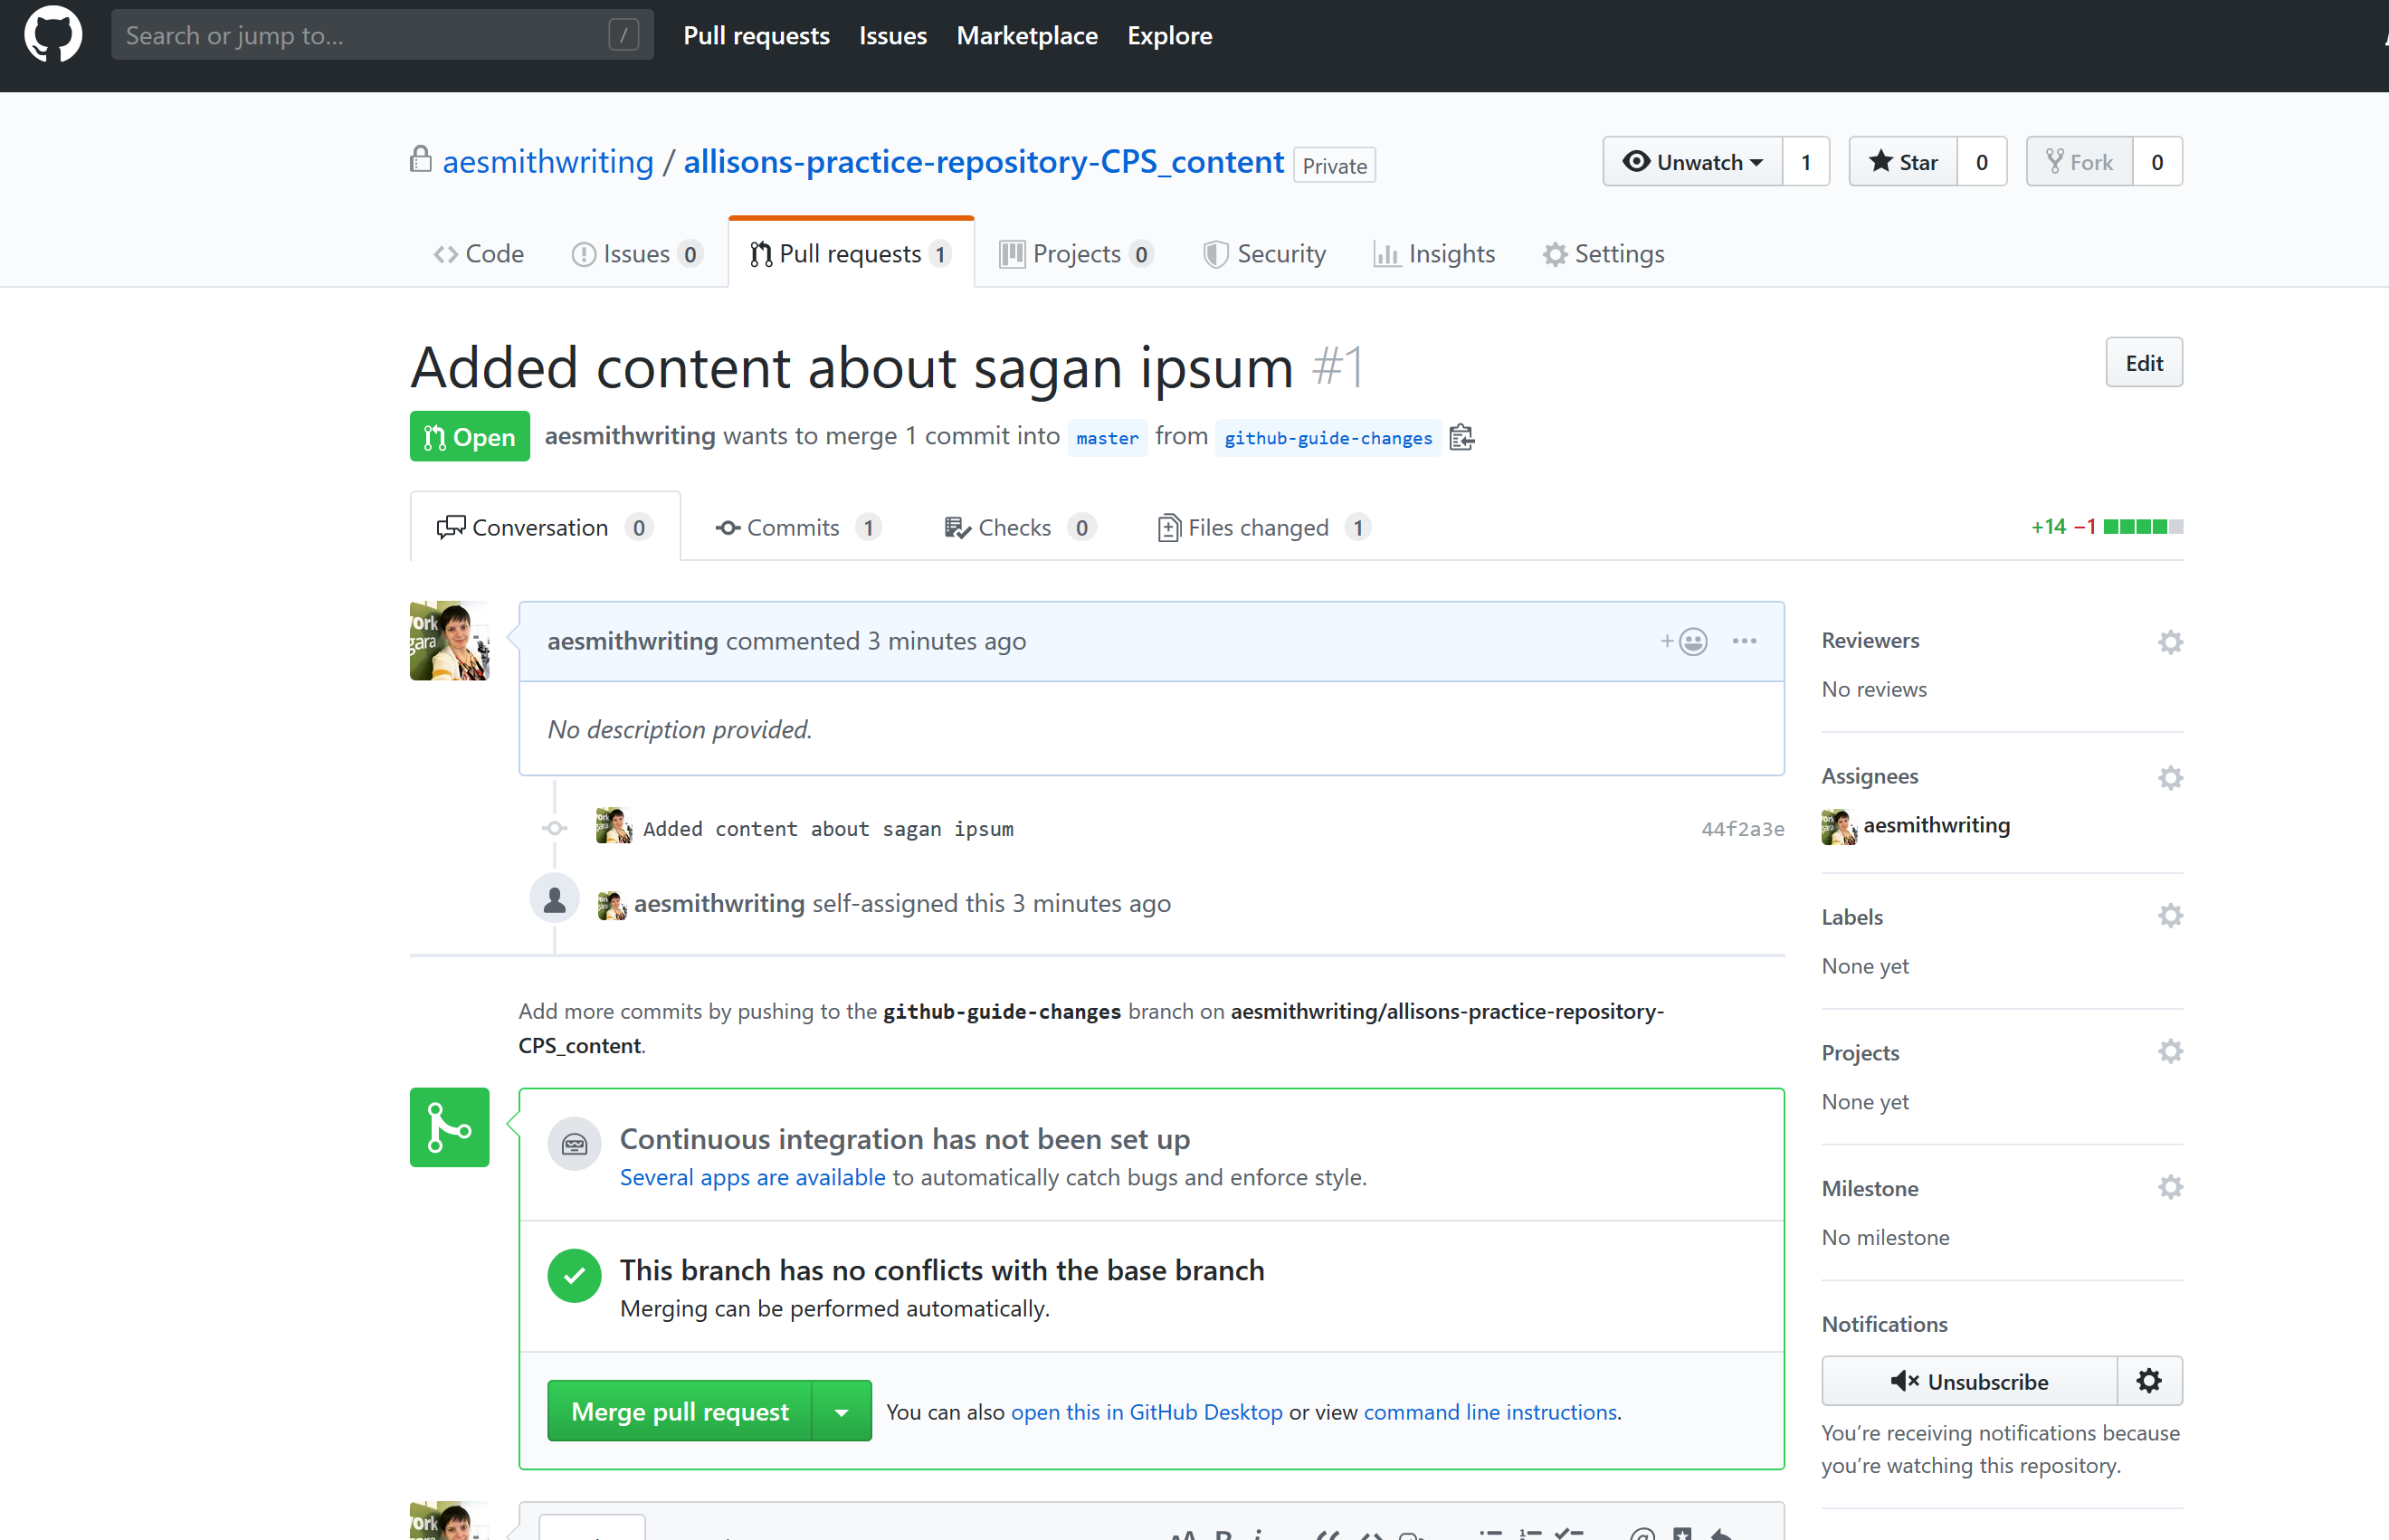 Search or jump to... /
Pull requests Issues Marketplace Explore
aesmithwriting / allisons-practice-repository-CPS_content Private
Unwatch 1 Star 0 Fork 0
Code Issues 0 Pull requests 1 Projects 0 Security Insights Settings
Added content about sagan ipsum #1
Edit
Open aesmithwriting wants to merge 1 commit into master from github-guide-changes
Conversation 0 Commits 1 Checks 0 Files changed 1
+14 −1
aesmithwriting commented 3 minutes ago
No description provided.
Added content about sagan ipsum 44f2a3e
aesmithwriting self-assigned this 3 minutes ago
Add more commits by pushing to the github-guide-changes branch on aesmithwriting/allisons-practice-repository-
CPS_content.
Continuous integration has not been set up
Several apps are available to automatically catch bugs and enforce style.
This branch has no conflicts with the base branch
Merging can be performed automatically.
Merge pull request
You can also open this in GitHub Desktop or view command line instructions.
Reviewers
No reviews
Assignees
aesmithwriting
Labels
None yet
Projects
None yet
Milestone
No milestone
Notifications
Unsubscribe
You’re receiving notifications because
you’re watching this repository.